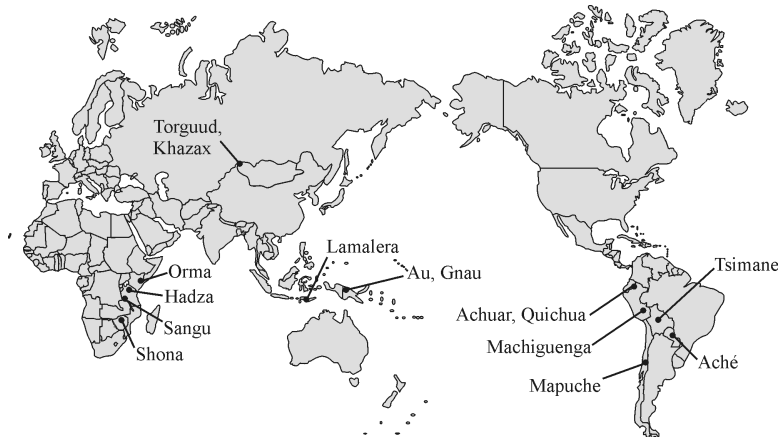 Torguud,
Khazax
Lamalera
Tsimane
Orma
Au, Gnau
Hadza
Achuar, Quichua
Sangu
Machiguenga
Shona
Aché
Mapuche